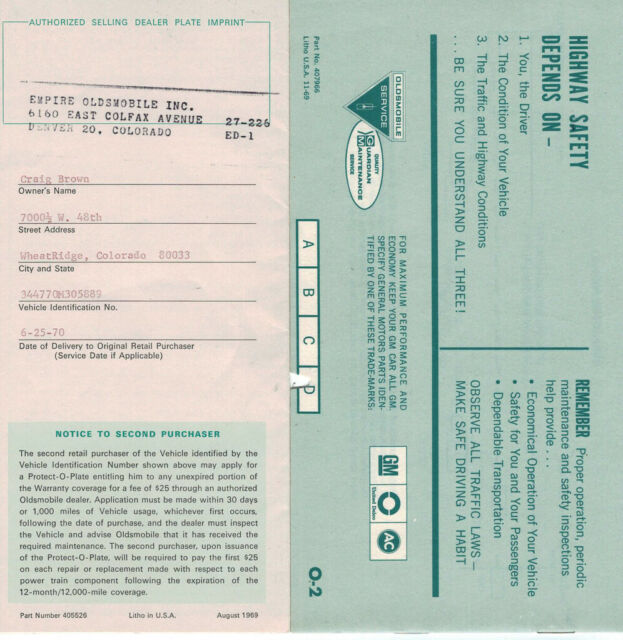 AUTHORIZED SELLING DEALER PLATE IMPRINT
EMPIRE OLDSMOBILE INC.
6160 EAST COLFAX AVENUE 27-226
DENVER 20, COLORADO ED-1
Craig Brown
Owner's Name
7000½ W. 48th
Street Address
WheatRidge, Colorado 80033
City and State
344770M305889
Vehicle Identification No.
6-25-70
Date of Delivery to Original Retail Purchaser
(Service Date if Applicable)
NOTICE TO SECOND PURCHASER
The second retail purchaser of the Vehicle identified by the
Vehicle Identification Number shown above may apply for
a Protect-O-Plate entitling him to any unexpired portion of
the Warranty coverage for a fee of $25 through an authorized
Oldsmobile dealer. Application must be made within 30 days
or 1,000 miles of Vehicle usage, whichever first occurs,
following the date of purchase, and the dealer must inspect
the Vehicle and advise Oldsmobile that it has received the
required maintenance. The second purchaser, upon issuance
of the Protect-O-Plate, will be required to pay the first $25
on each repair or replacement made with respect to each
power train component following the expiration of the
12-month/12,000-mile coverage.
Part Number 405526 Litho in U.S.A. August 1969
HIGHWAY SAFETY
DEPENDS ON –
1. You, the Driver
2. The Condition of Your Vehicle
3. The Traffic and Highway Conditions
. . . BE SURE YOU UNDERSTAND ALL THREE!
REMEMBER Proper operation, periodic
maintenance and safety inspections
help provide . . .
• Economical Operation of Your Vehicle
• Safety for You and Your Passengers
• Dependable Transportation
OBSERVE ALL TRAFFIC LAWS –
MAKE SAFE DRIVING A HABIT
OLDSMOBILE
SERVICE
QUALITY
GUARDIAN
MAINTENANCE
SERVICE
FOR MAXIMUM PERFORMANCE AND
ECONOMY KEEP YOUR GM CAR ALL GM.
SPECIFY GENERAL MOTORS PARTS IDEN-
TIFIED BY ONE OF THESE TRADE-MARKS:
GM
United Delco
AC
Part No. 407966
Litho U.S.A. 11-69
A B C D
O-2